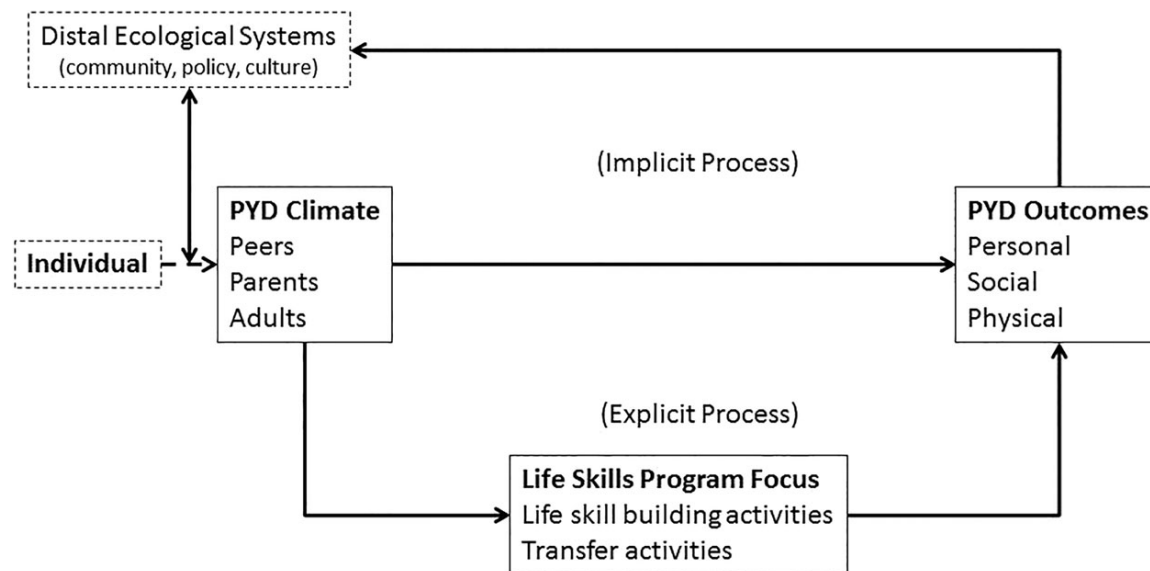 Distal Ecological Systems
(community, policy, culture)
(Implicit Process)
PYD Climate
Peers
Parents
Adults
Individual
PYD Outcomes
Personal
Social
Physical
(Explicit Process)
Life Skills Program Focus
Life skill building activities
Transfer activities